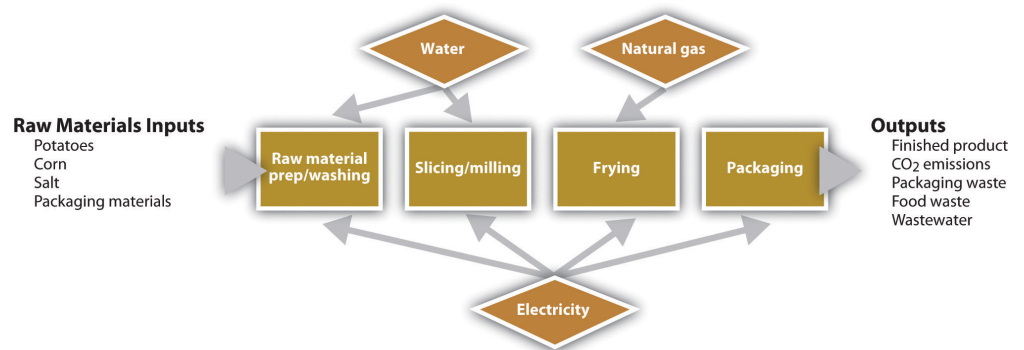 Water
Natural gas
Raw Materials Inputs
Potatoes
Corn
Salt
Packaging materials
Raw material
prep/washing
Slicing/milling
Frying
Packaging
Outputs
Finished product
CO₂ emissions
Packaging waste
Food waste
Wastewater
Electricity